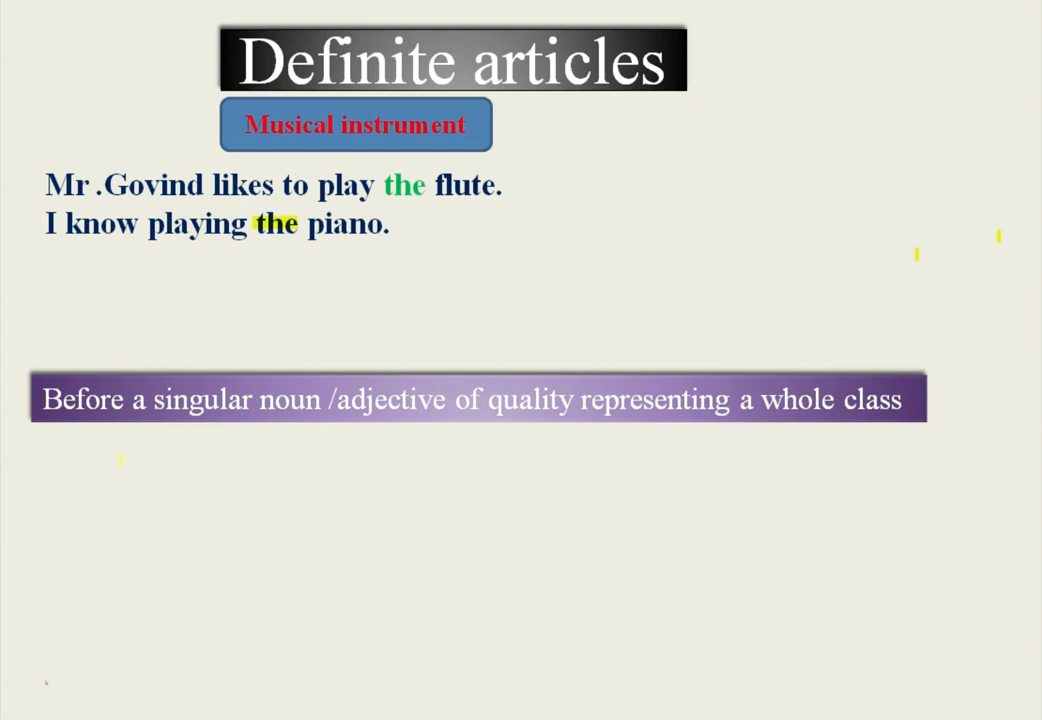 Definite articles
Musical instrument
Mr .Govind likes to play the flute.
I know playing the piano.
Before a singular noun /adjective of quality representing a whole class